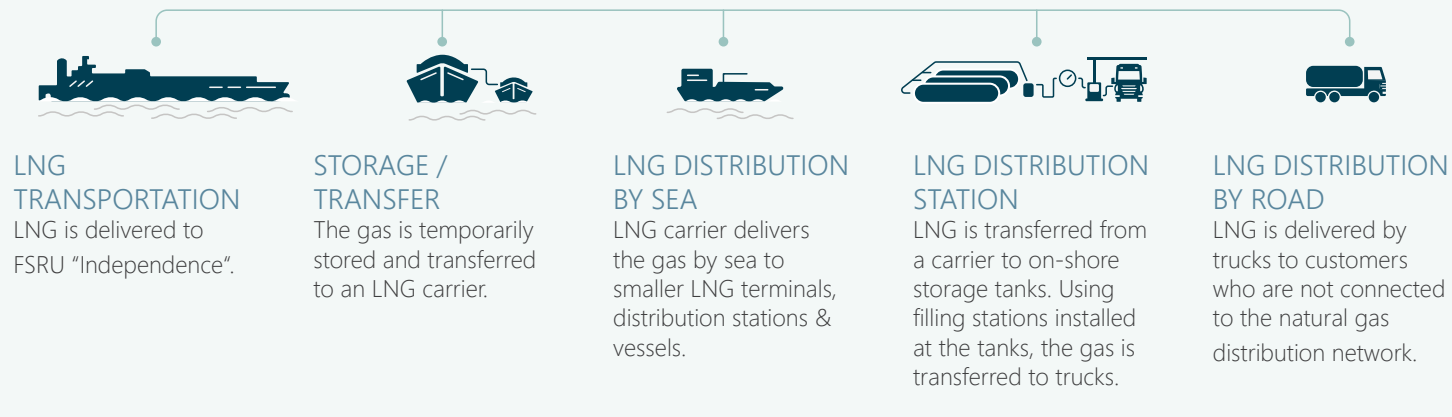 LNG
TRANSPORTATION
LNG is delivered to
FSRU “Independence“.
STORAGE /
TRANSFER
The gas is temporarily
stored and transferred
to an LNG carrier.
LNG DISTRIBUTION
BY SEA
LNG carrier delivers
the gas by sea to
smaller LNG terminals,
distribution stations &
vessels.
LNG DISTRIBUTION
STATION
LNG is transferred from
a carrier to on-shore
storage tanks. Using
filling stations installed
at the tanks, the gas is
transferred to trucks.
LNG DISTRIBUTION
BY ROAD
LNG is delivered by
trucks to customers
who are not connected
to the natural gas
distribution network.